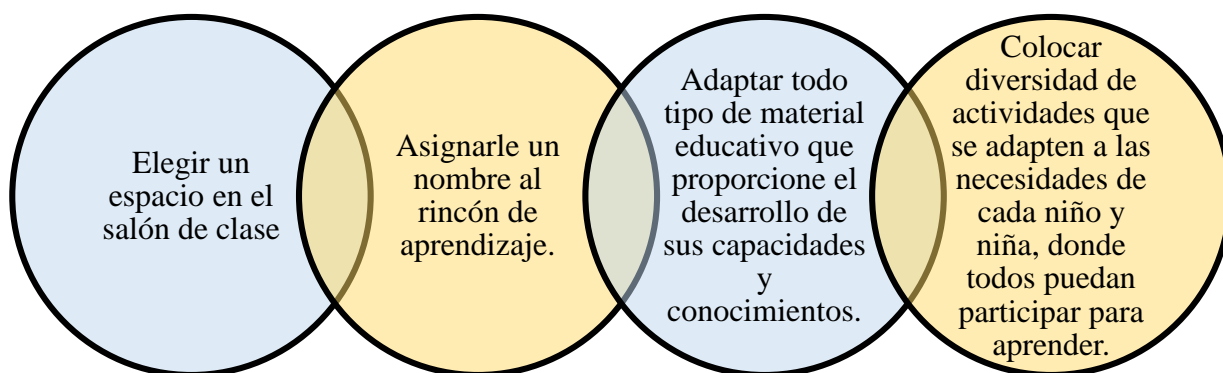 Elegir un
espacio en el
salón de clase
Asignarle un
nombre al
rincón de
aprendizaje.
Adaptar todo
tipo de material
educativo que
proporcione el
desarrollo de
sus capacidades
y
conocimientos.
Colocar
diversidad de
actividades que
se adapten a las
necesidades de
cada niño y
niña, donde
todos puedan
participar para
aprender.